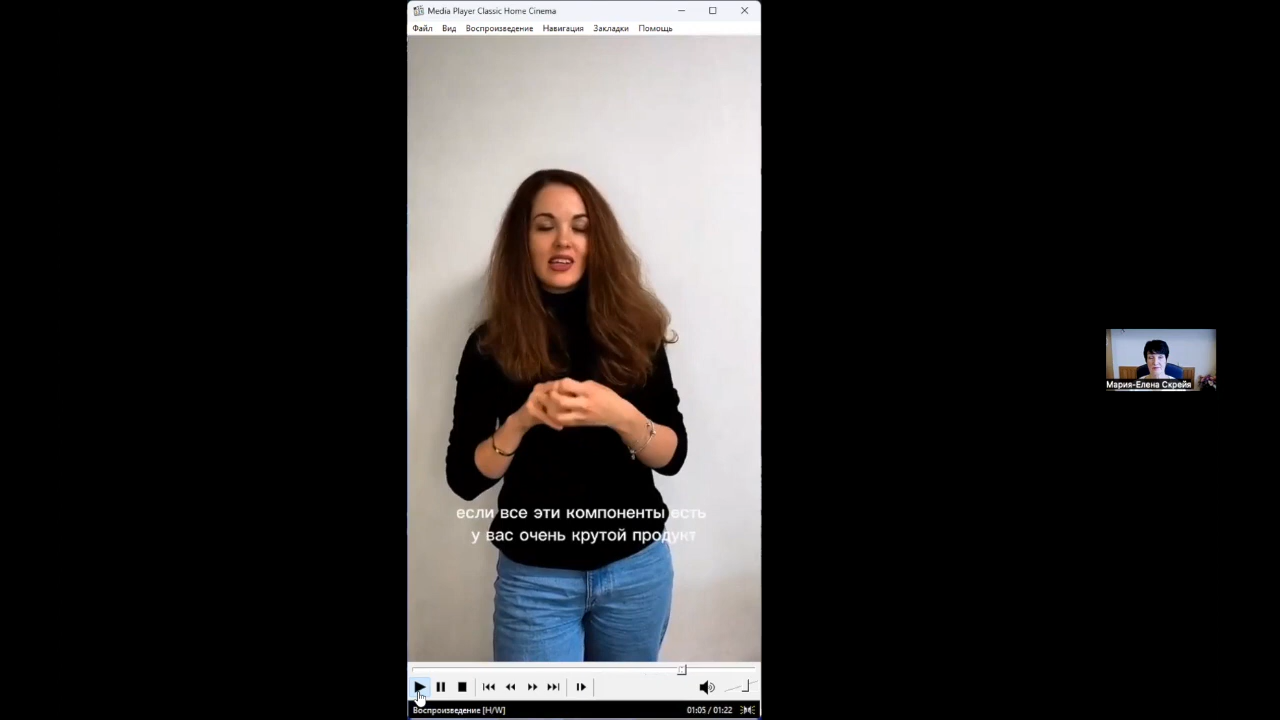 Media Player Classic Home Cinema
Файл Вид Воспроизведение Навигация Закладки Помощь
если все эти компоненты есть
у вас очень крутой продукт
Мария-Елена Скрейя
Воспроизведение [H/W]
01:05 / 01:22